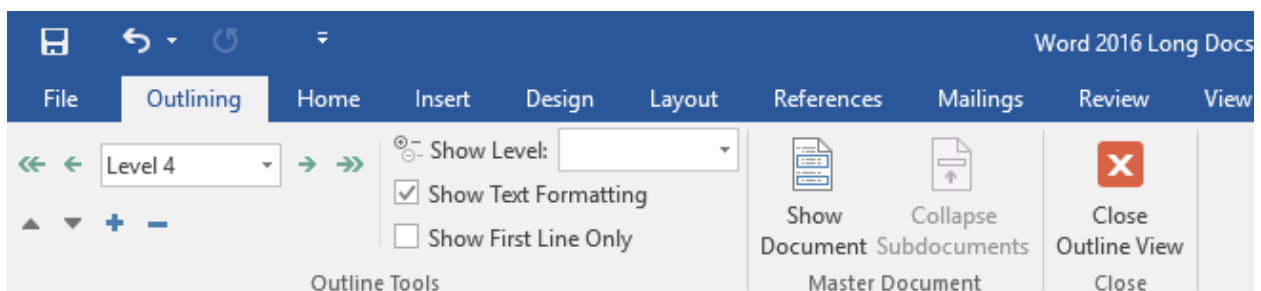 Word 2016 Long Docs
File Outlining Home Insert Design Layout References Mailings Review View
Level 4
Show Level:
Show Text Formatting
Show First Line Only
Outline Tools
Show
Document
Collapse
Subdocuments
Master Document
Close
Outline View
Close